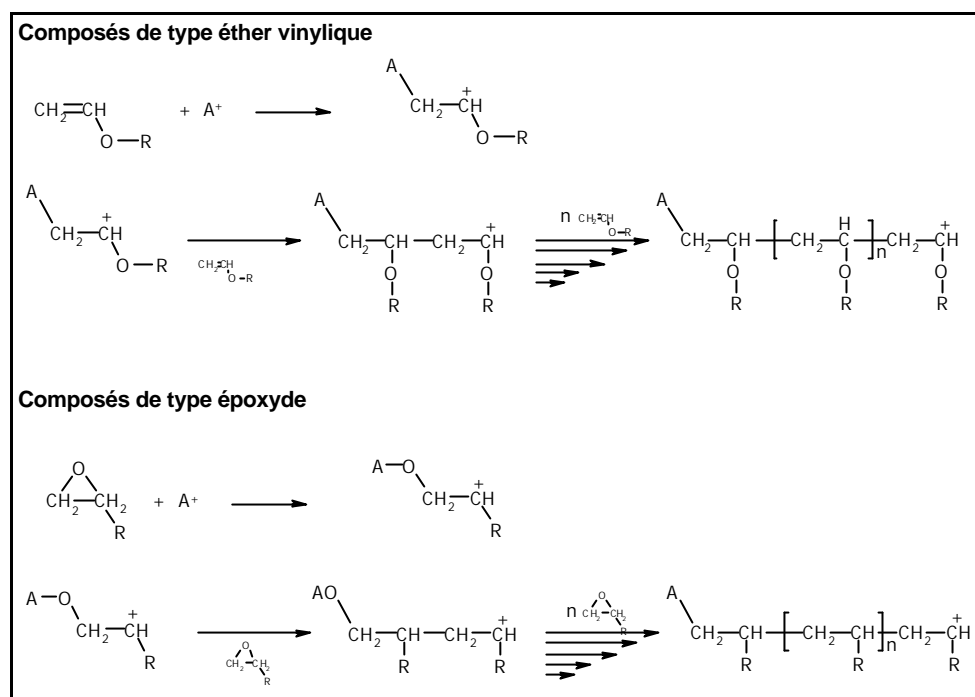 Composés de type éther vinylique
CH2=CH
O—R
+ A+
A
CH2—CH+
O—R
A
CH2—CH+
O—R
CH2=CH
O—R
A
CH2—CH—CH2—CH+
O O
R R
n CH2=CH
O—R
A
CH2—CH—[CH2—CH]n—CH2—CH+
H
O O O
R R R
Composés de type époxyde
O
CH2—CH2
R
+ A+
A—O
CH2—CH+
R
A—O
CH2—CH+
R
O
CH2—CH2
R
AO
CH2—CH—CH2—CH+
R R
n
O
CH2—CH2
R
A
CH2—CH—[CH2—CH]n—CH2—CH+
R R R